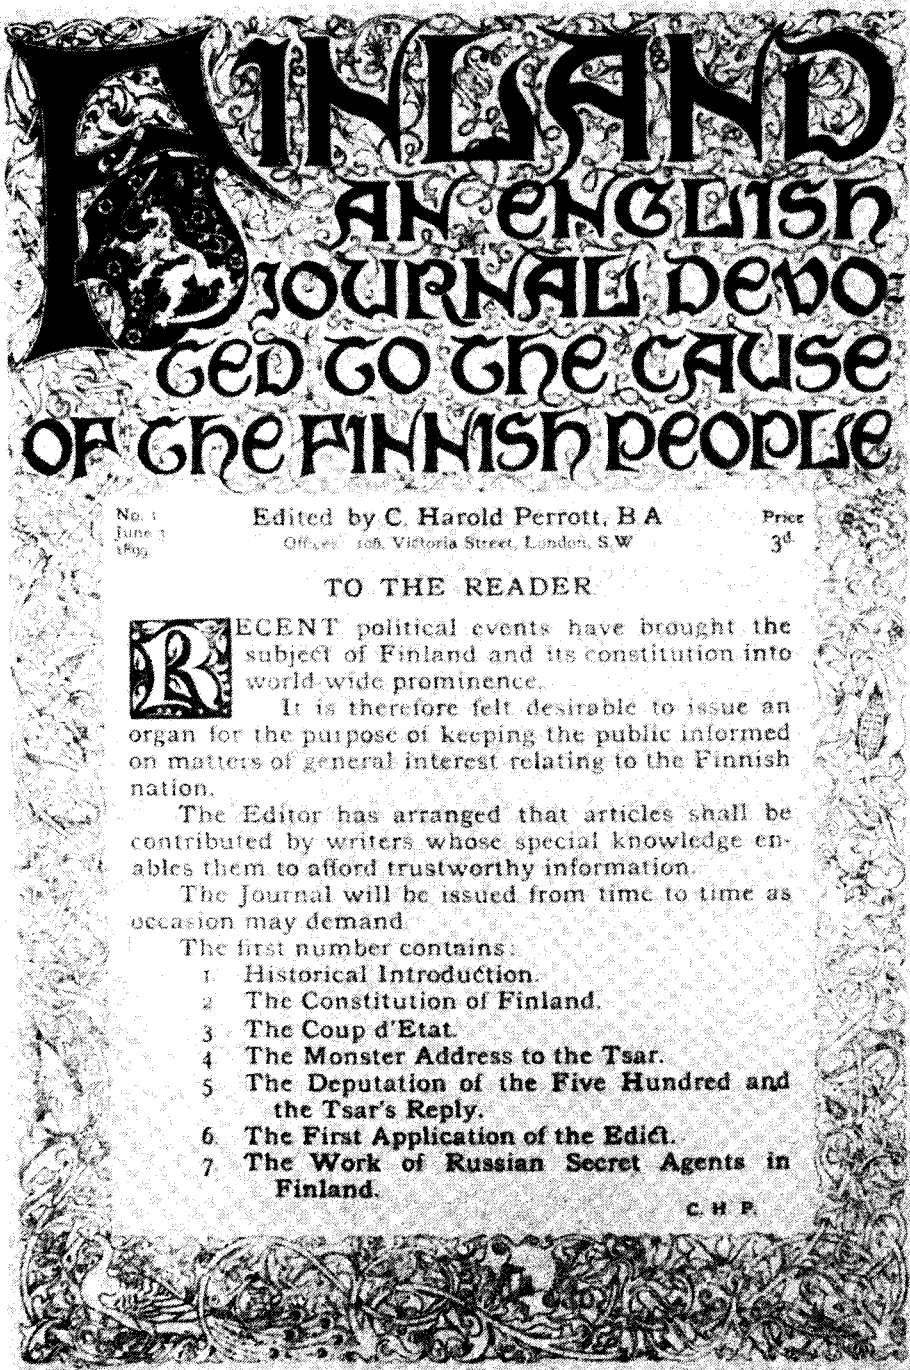 FINLAND
AN ENGLISH
JOURNAL DEVO-
TED TO THE CAUSE
OF THE FINNISH PEOPLE
No. 1
June
1899
Edited by C. Harold Perrott, B A
Offices 108, Victoria Street, London, S.W
Price
3d.
TO THE READER
RECENT political events have brought the
subject of Finland and its constitution into
world-wide prominence.
It is therefore felt desirable to issue an
organ for the purpose of keeping the public informed
on matters of general interest relating to the Finnish
nation.
The Editor has arranged that articles shall be
contributed by writers whose special knowledge en-
ables them to afford trustworthy information.
The Journal will be issued from time to time as
occasion may demand.
The first number contains:
1. Historical Introduction.
2 The Constitution of Finland.
3 The Coup d'Etat.
4 The Monster Address to the Tsar.
5 The Deputation of the Five Hundred and
the Tsar's Reply.
6. The First Application of the Edict.
7 The Work of Russian Secret Agents in
Finland.
C. H. P.